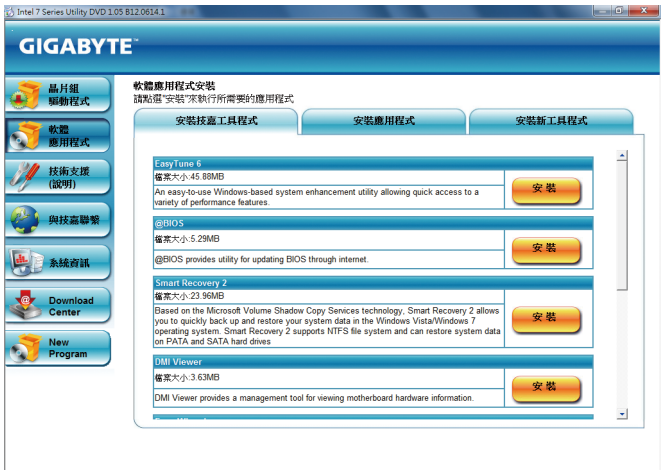 Intel 7 Series Utility DVD 1.05 B12.0614.1
GIGABYTE™
晶片組
驅動程式
軟體
應用程式
技術支援
(說明)
與技嘉聯繫
系統資訊
Download
Center
New
Program
軟體應用程式安裝
請點選"安裝"來執行所需要的應用程式
安裝技嘉工具程式
安裝應用程式
安裝新工具程式
EasyTune 6
檔案大小:45.88MB
An easy-to-use Windows-based system enhancement utility allowing quick access to a
variety of performance features.
安裝
@BIOS
檔案大小:5.29MB
@BIOS provides utility for updating BIOS through internet.
安裝
Smart Recovery 2
檔案大小:23.96MB
Based on the Microsoft Volume Shadow Copy Services technology, Smart Recovery 2 allows
you to quickly back up and restore your system data in the Windows Vista/Windows 7
operating system. Smart Recovery 2 supports NTFS file system and can restore system data
on PATA and SATA hard drives
安裝
DMI Viewer
檔案大小:3.63MB
DMI Viewer provides a management tool for viewing motherboard hardware information.
安裝